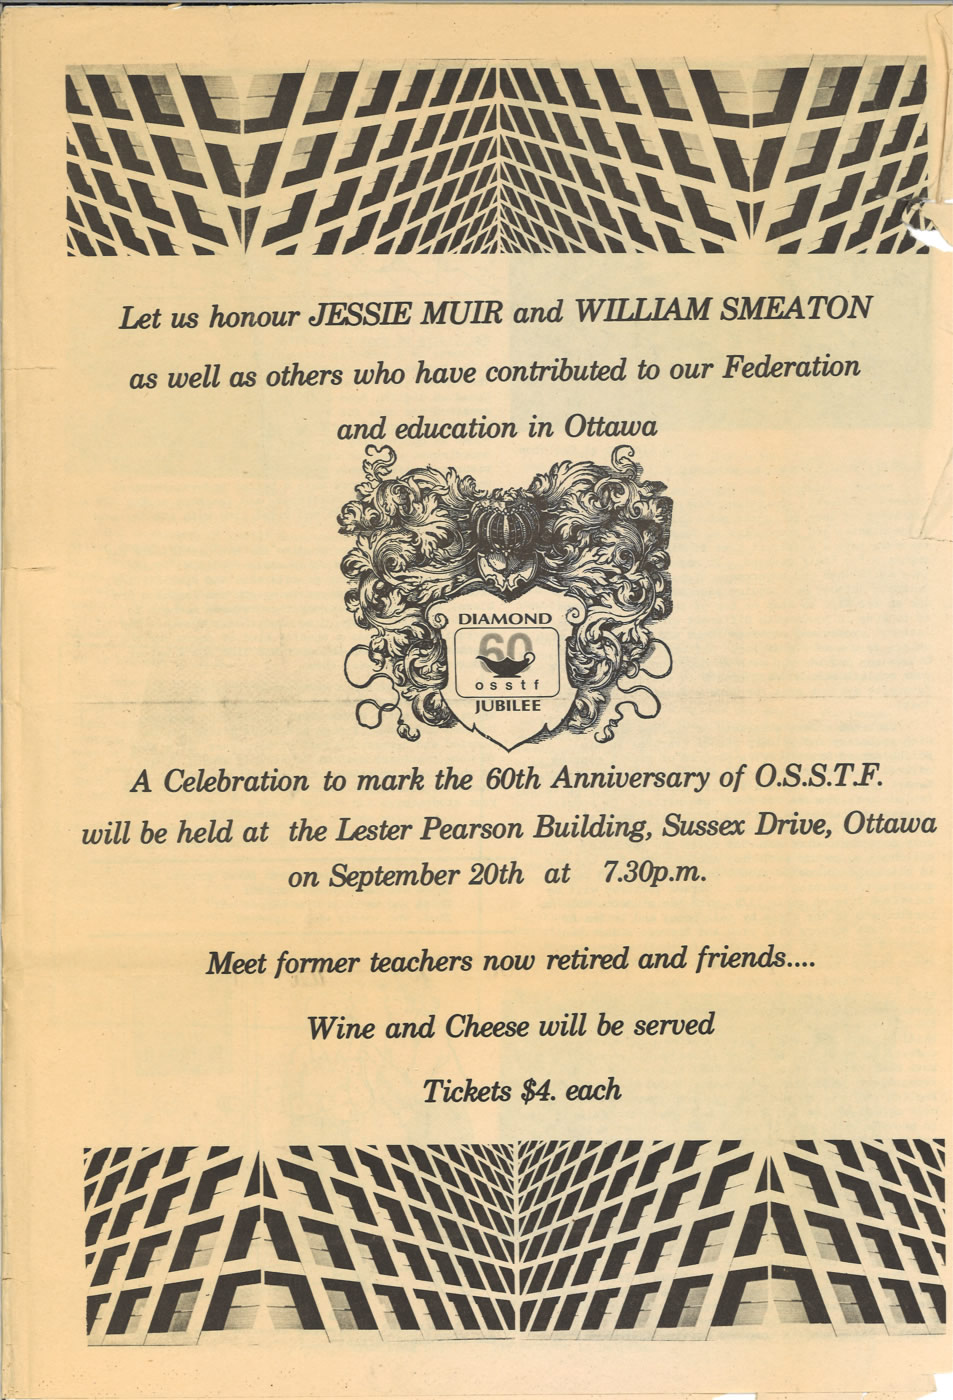 Let us honour JESSIE MUIR and WILLIAM SMEATON
as well as others who have contributed to our Federation
and education in Ottawa
DIAMOND
60
osstf
JUBILEE
A Celebration to mark the 60th Anniversary of O.S.S.T.F.
will be held at the Lester Pearson Building, Sussex Drive, Ottawa
on September 20th at 7.30p.m.
Meet former teachers now retired and friends....
Wine and Cheese will be served
Tickets $4. each